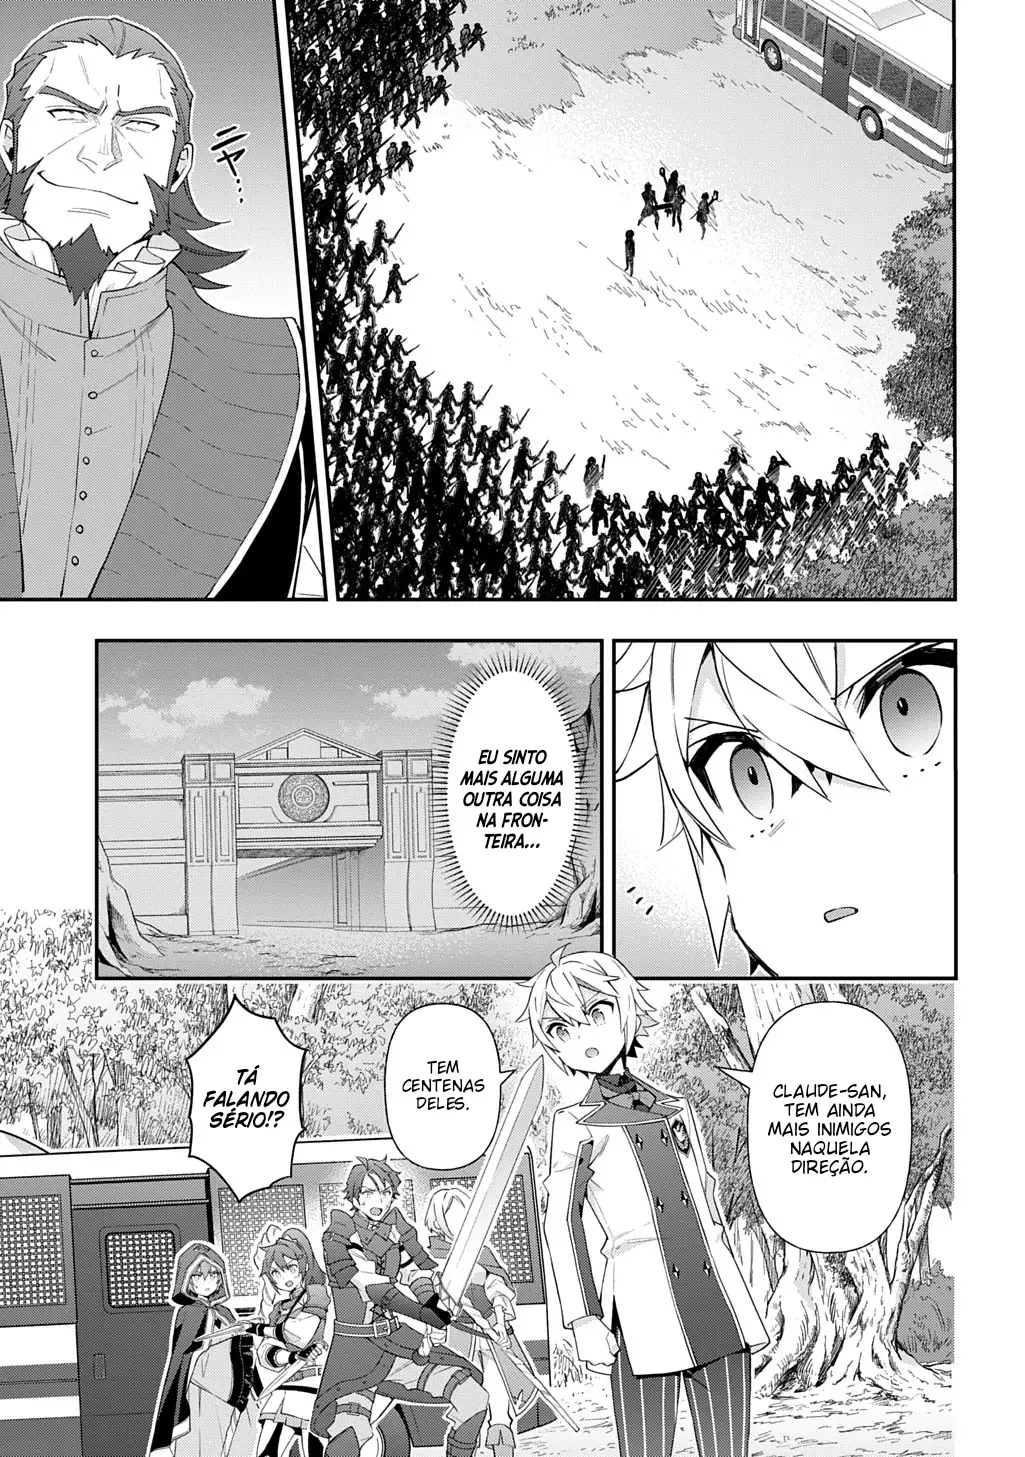 ニヤ…
EU SINTO
MAIS ALGUMA
OUTRA COISA
NA FRON-
TEIRA...
CLAUDE-SAN,
TEM AINDA
MAIS INIMIGOS
NAQUELA
DIREÇÃO.
TEM
CENTENAS
DELES.
TÁ
FALANDO
SÉRIO!?